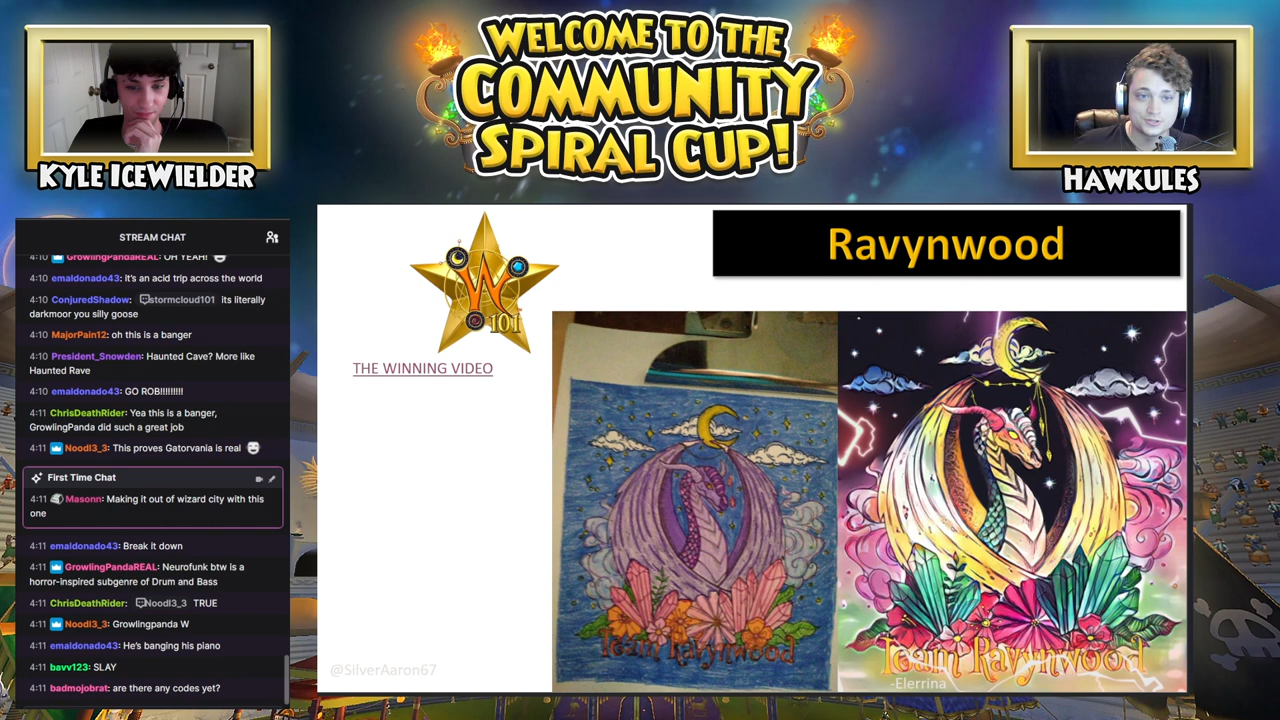 WELCOME TO THE
COMMUNITY
SPIRAL CUP!
KYLE ICEWIELDER
HAWKULES
STREAM CHAT
4:10 GrowlingPandaREAL: OH YEAH!
4:10 emaldonado43: it's an acid trip across the world
4:10 ConjuredShadow: stormcloud101 its literally
darkmoor you silly goose
4:10 MajorPain12: oh this is a banger
4:10 President_Snowden: Haunted Cave? More like
Haunted Rave
4:10 emaldonado43: GO ROB!!!!!!!!!
4:11 ChrisDeathRider: Yea this is a banger,
GrowlingPanda did such a great job
4:11 Noodl3_3: This proves Gatorvania is real
First Time Chat
4:11 Masonn: Making it out of wizard city with this
one
4:11 emaldonado43: Break it down
4:11 GrowlingPandaREAL: Neurofunk btw is a
horror-inspired subgenre of Drum and Bass
4:11 ChrisDeathRider: Noodl3_3 TRUE
4:11 Noodl3_3: Growlingpanda W
4:11 emaldonado43: He's banging his piano
4:11 bavv123: SLAY
4:11 badmojobrat: are there any codes yet?
W
101
Ravynwood
THE WINNING VIDEO
Team Ravynwood
Team Ravynwood
-Elerrina
@SilverAaron67